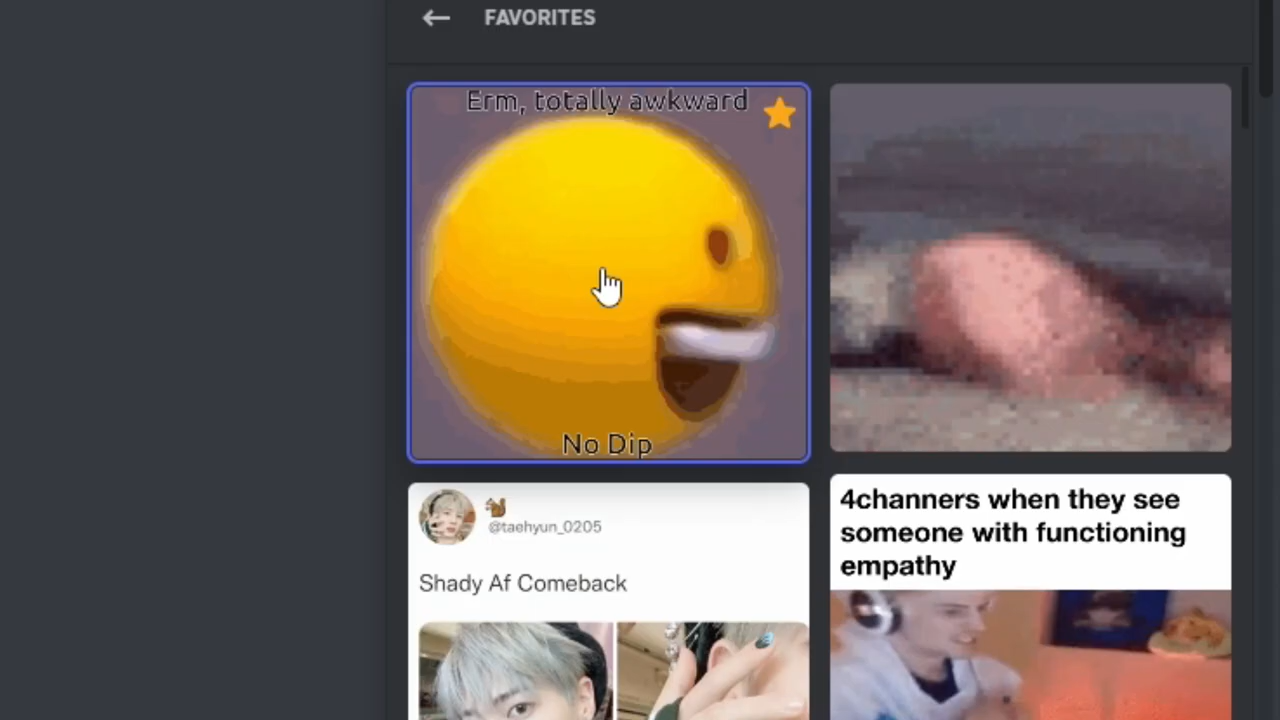 FAVORITES
Erm, totally awkward
No Dip
@taehyun_0205
Shady Af Comeback
4channers when they see
someone with functioning
empathy